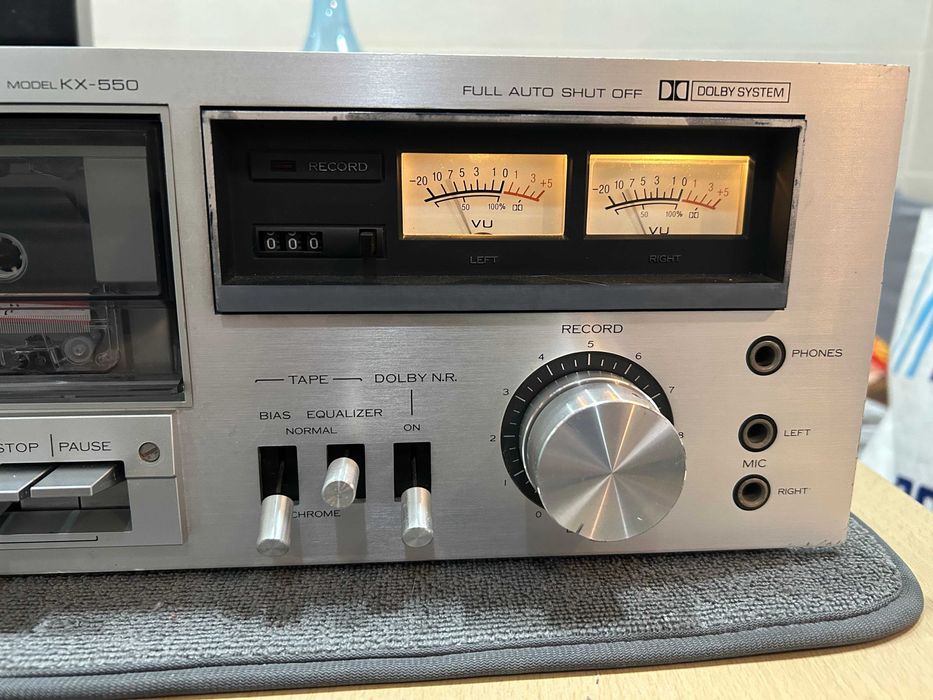 MODEL KX-550
FULL AUTO SHUT OFF DOLBY SYSTEM
RECORD
-20 10 7 5 3 1 0 1 3 +5
50 100%
VU
-20 10 7 5 3 1 0 1 3 +5
50 100%
VU
000
LEFT
RIGHT
RECORD
0 1 2 3 4 5 6 7 8
TAPE
DOLBY N.R.
BIAS EQUALIZER
NORMAL
ON
CHROME
PHONES
LEFT
MIC
RIGHT
STOP PAUSE